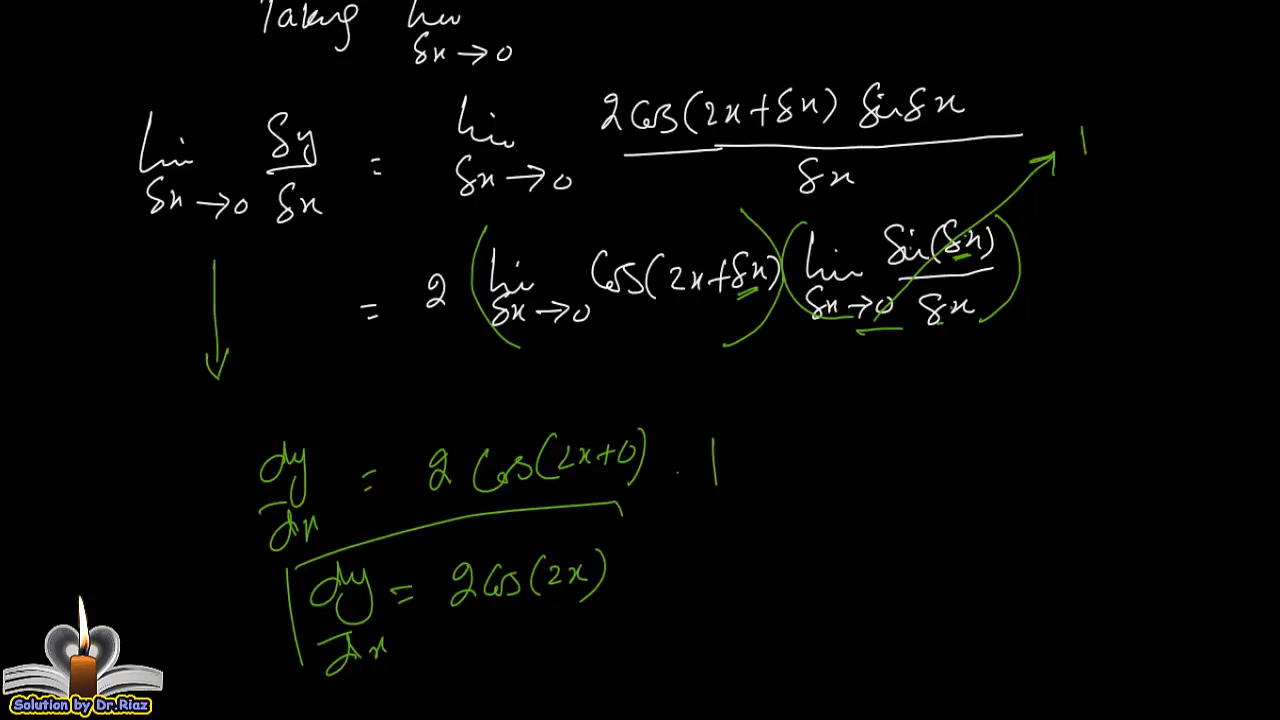 Taking lim δx→0
lim δx→0 δy/δx = lim δx→0 2cos(2x+δx) sinδx / δx
1
= 2 (lim δx→0 cos(2x+δx)) (lim δx→0 sin(δx)/δx)
dy/dx = 2 cos(2x+0) . 1
dy/dx = 2cos(2x)
Solution by Dr.Riaz